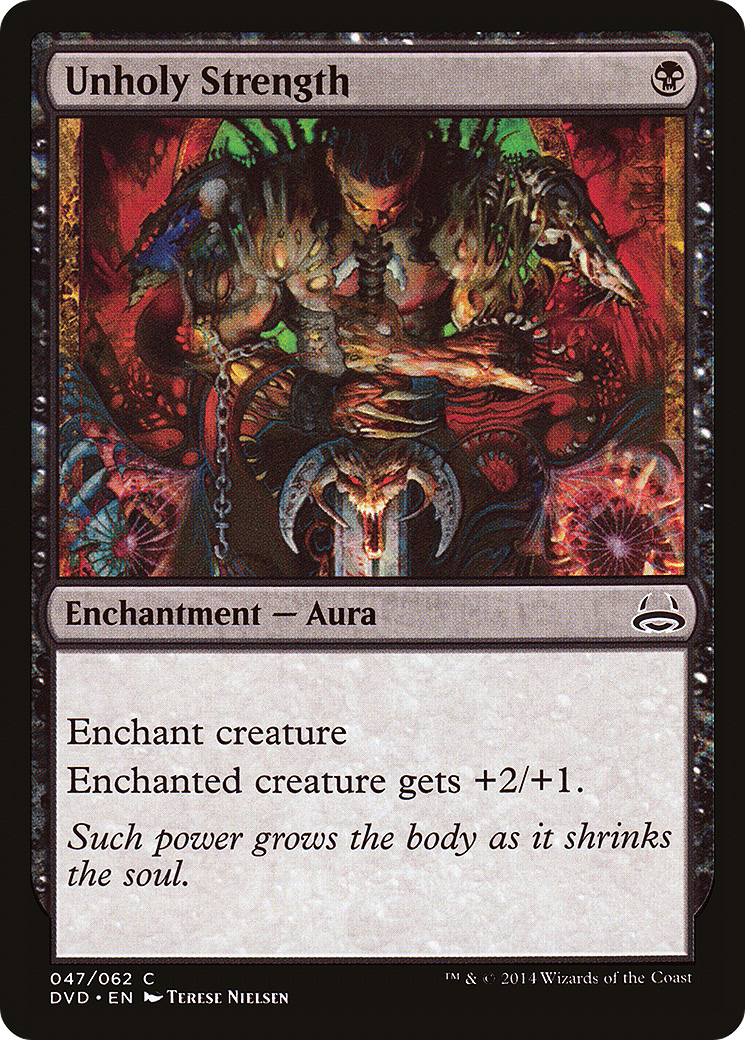 Unholy Strength
Enchantment — Aura
Enchant creature
Enchanted creature gets +2/+1.
Such power grows the body as it shrinks
the soul.
047/062 C
™ & © 2014 Wizards of the Coast
DVD • EN Terese Nielsen